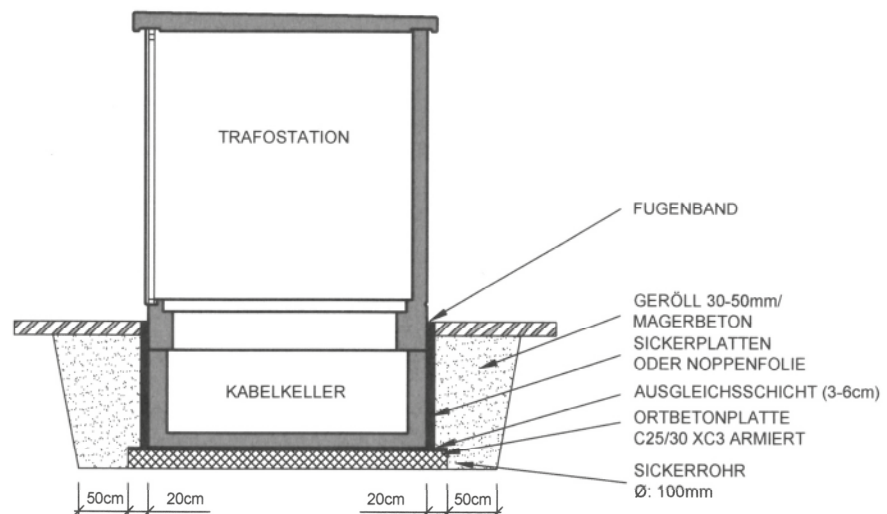 TRAFOSTATION
FUGENBAND
GERÖLL 30-50mm/
MAGERBETON
SICKERPLATTEN
ODER NOPPENFOLIE
KABELKELLER
AUSGLEICHSSCHICHT (3-6cm)
ORTBETONPLATTE
C25/30 XC3 ARMIERT
SICKERROHR
Ø: 100mm
50cm 20cm 20cm 50cm